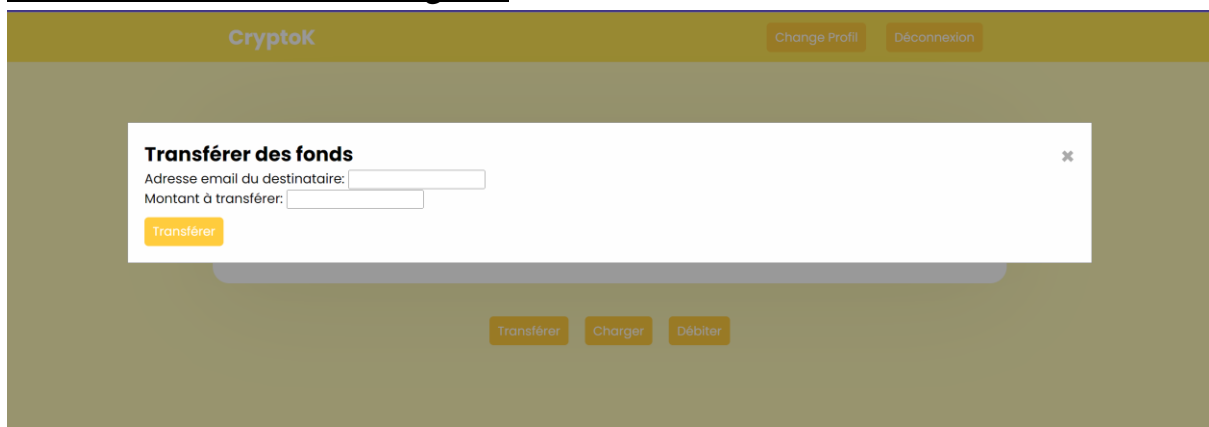 CryptoK
Change Profil
Déconnexion
Transférer des fonds
Adresse email du destinataire:
Montant à transférer:
Transférer
Transférer
Charger
Débiter